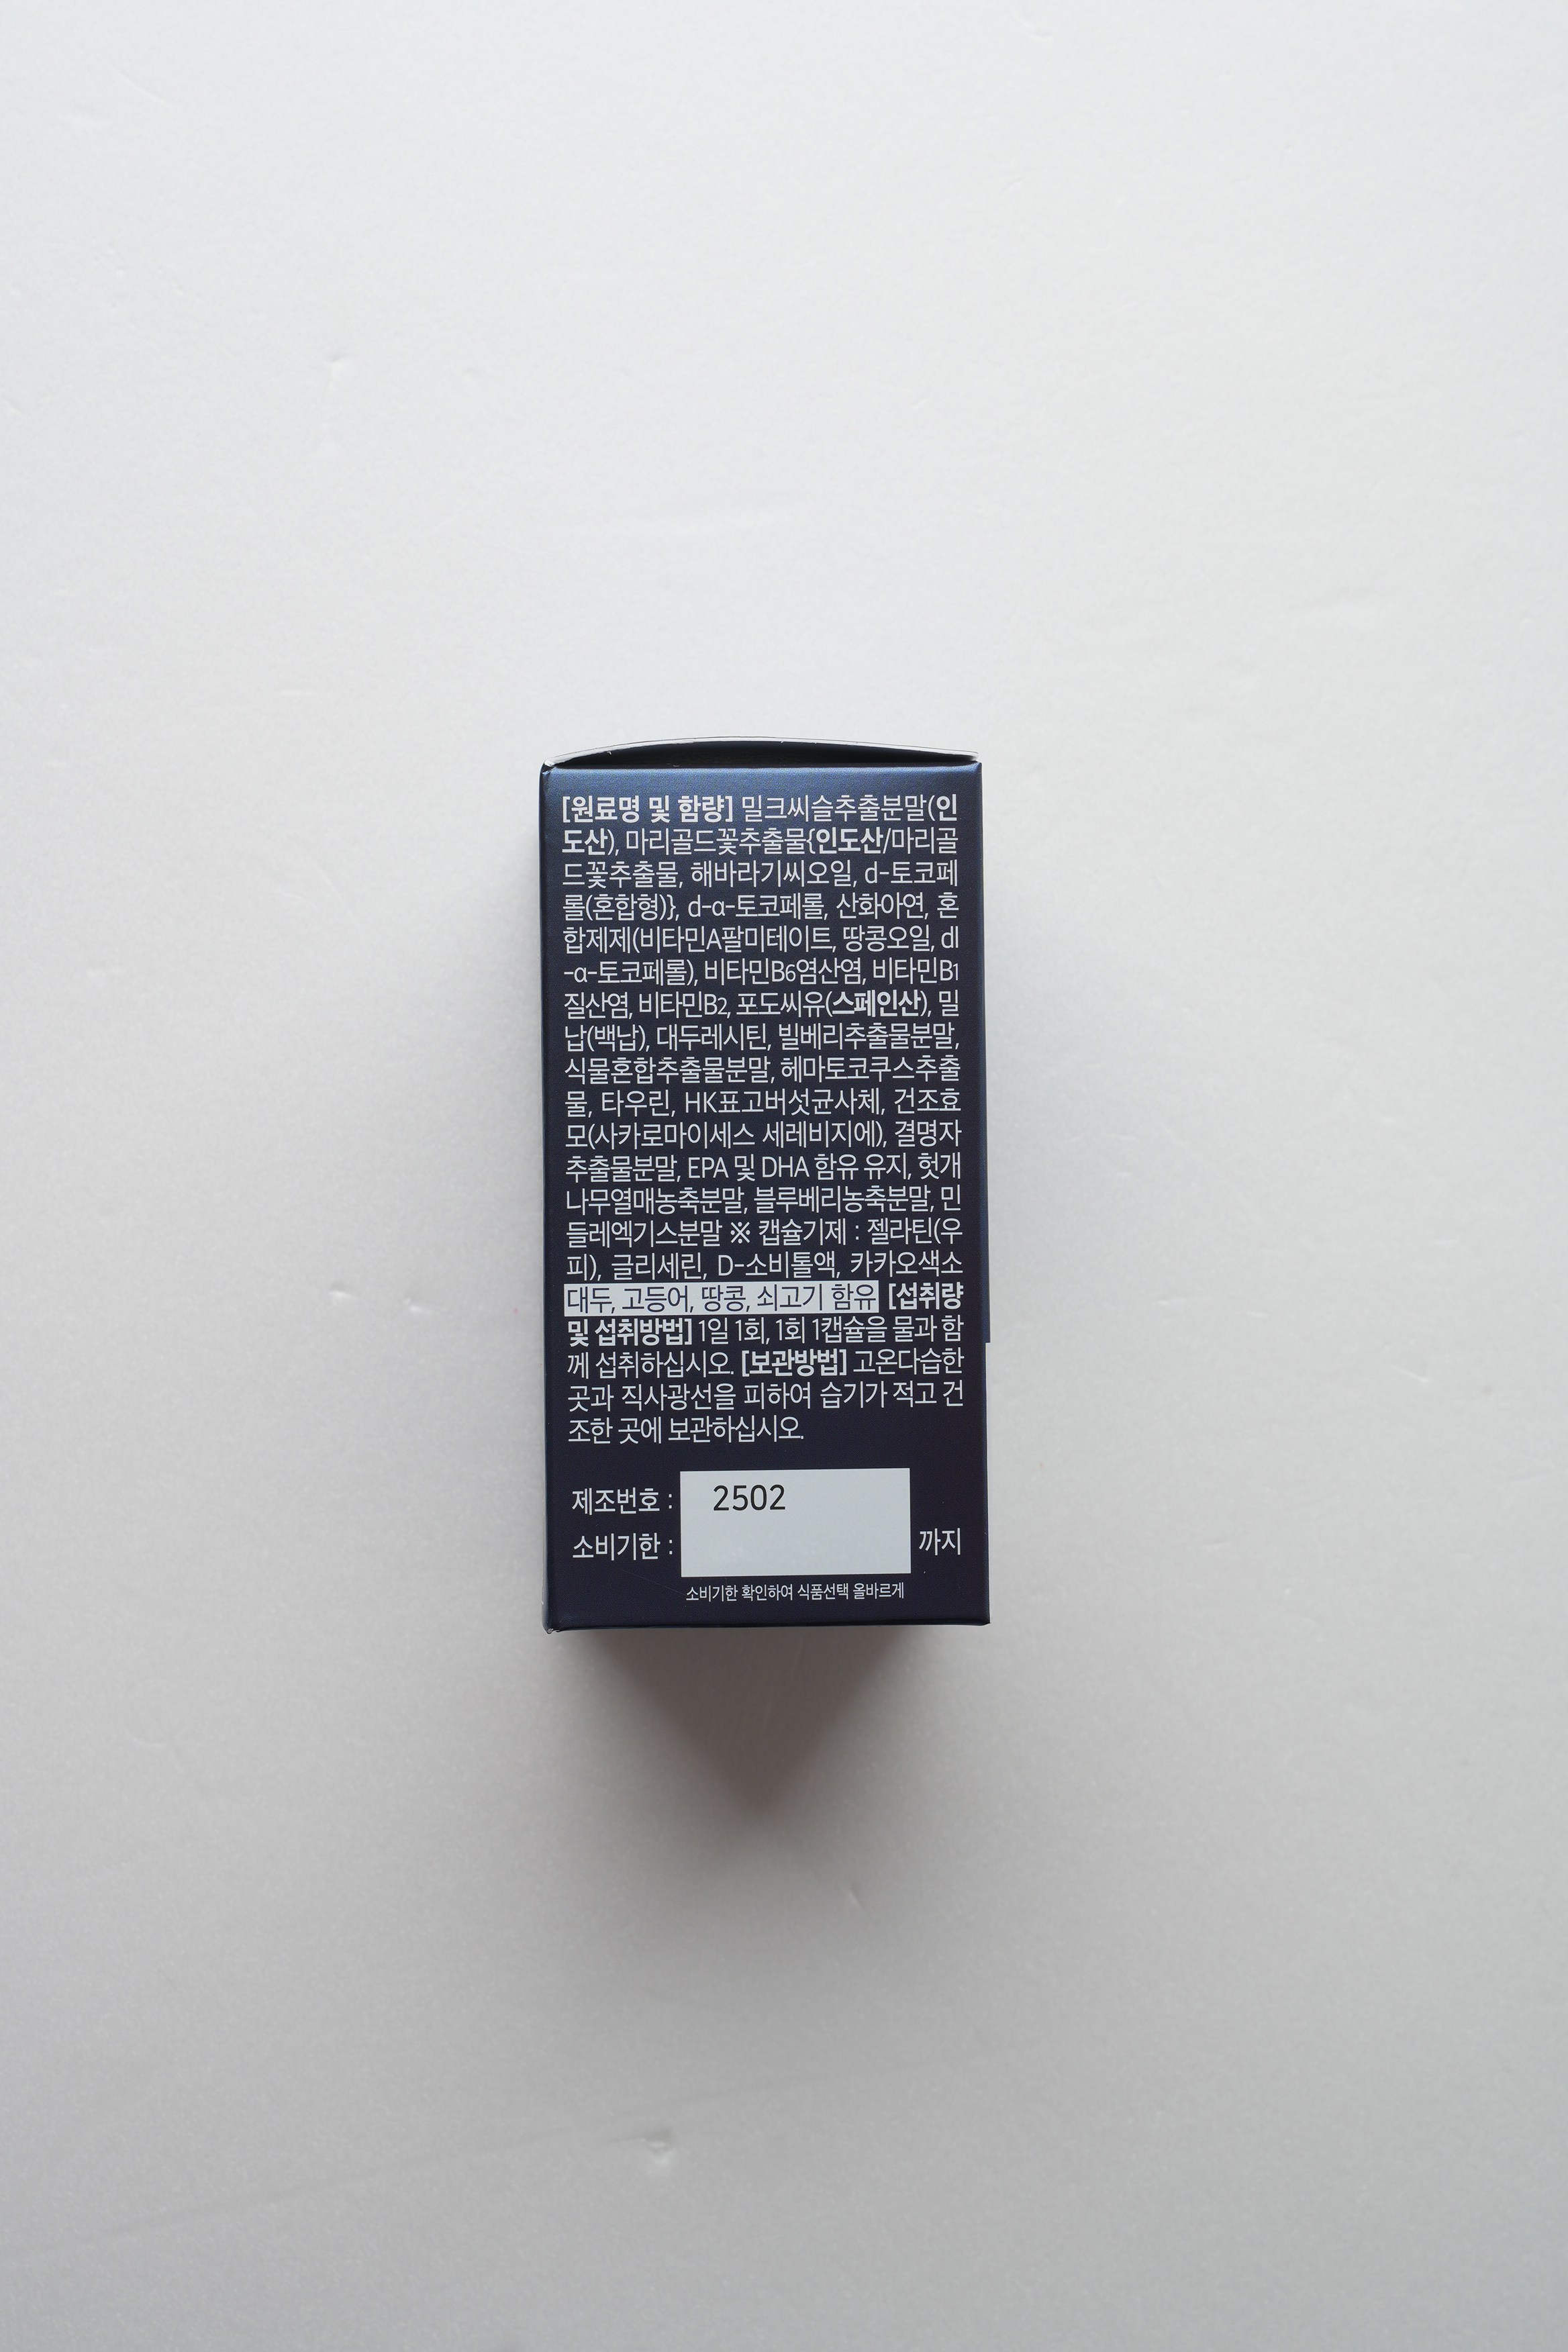 [원료명 및 함량] 밀크씨슬추출분말(인
도산), 마리골드꽃추출물{인도산/마리골
드꽃추출물, 해바라기씨오일, d-토코페
롤(혼합형)}, d-α-토코페롤, 산화아연, 혼
합제제(비타민A팔미테이트, 땅콩오일, dl
-α-토코페롤), 비타민B6염산염, 비타민B1
질산염, 비타민B2, 포도씨유(스페인산), 밀
납(백납), 대두레시틴, 빌베리추출물분말,
식물혼합추출물분말, 헤마토코쿠스추출
물, 타우린, HK표고버섯균사체, 건조효
모(사카로마이세스 세레비지에), 결명자
추출물분말, EPA 및 DHA 함유 유지, 헛개
나무열매농축분말, 블루베리농축분말, 민
들레엑기스분말 ※ 캡슐기제 : 젤라틴(우
피), 글리세린, D-소비톨액, 카카오색소
대두, 고등어, 땅콩, 쇠고기 함유 [섭취량
및 섭취방법] 1일 1회, 1회 1캡슐을 물과 함
께 섭취하십시오. [보관방법] 고온다습한
곳과 직사광선을 피하여 습기가 적고 건
조한 곳에 보관하십시오.
제조번호 : 2502
소비기한 : 까지
소비기한 확인하여 식품선택 올바르게